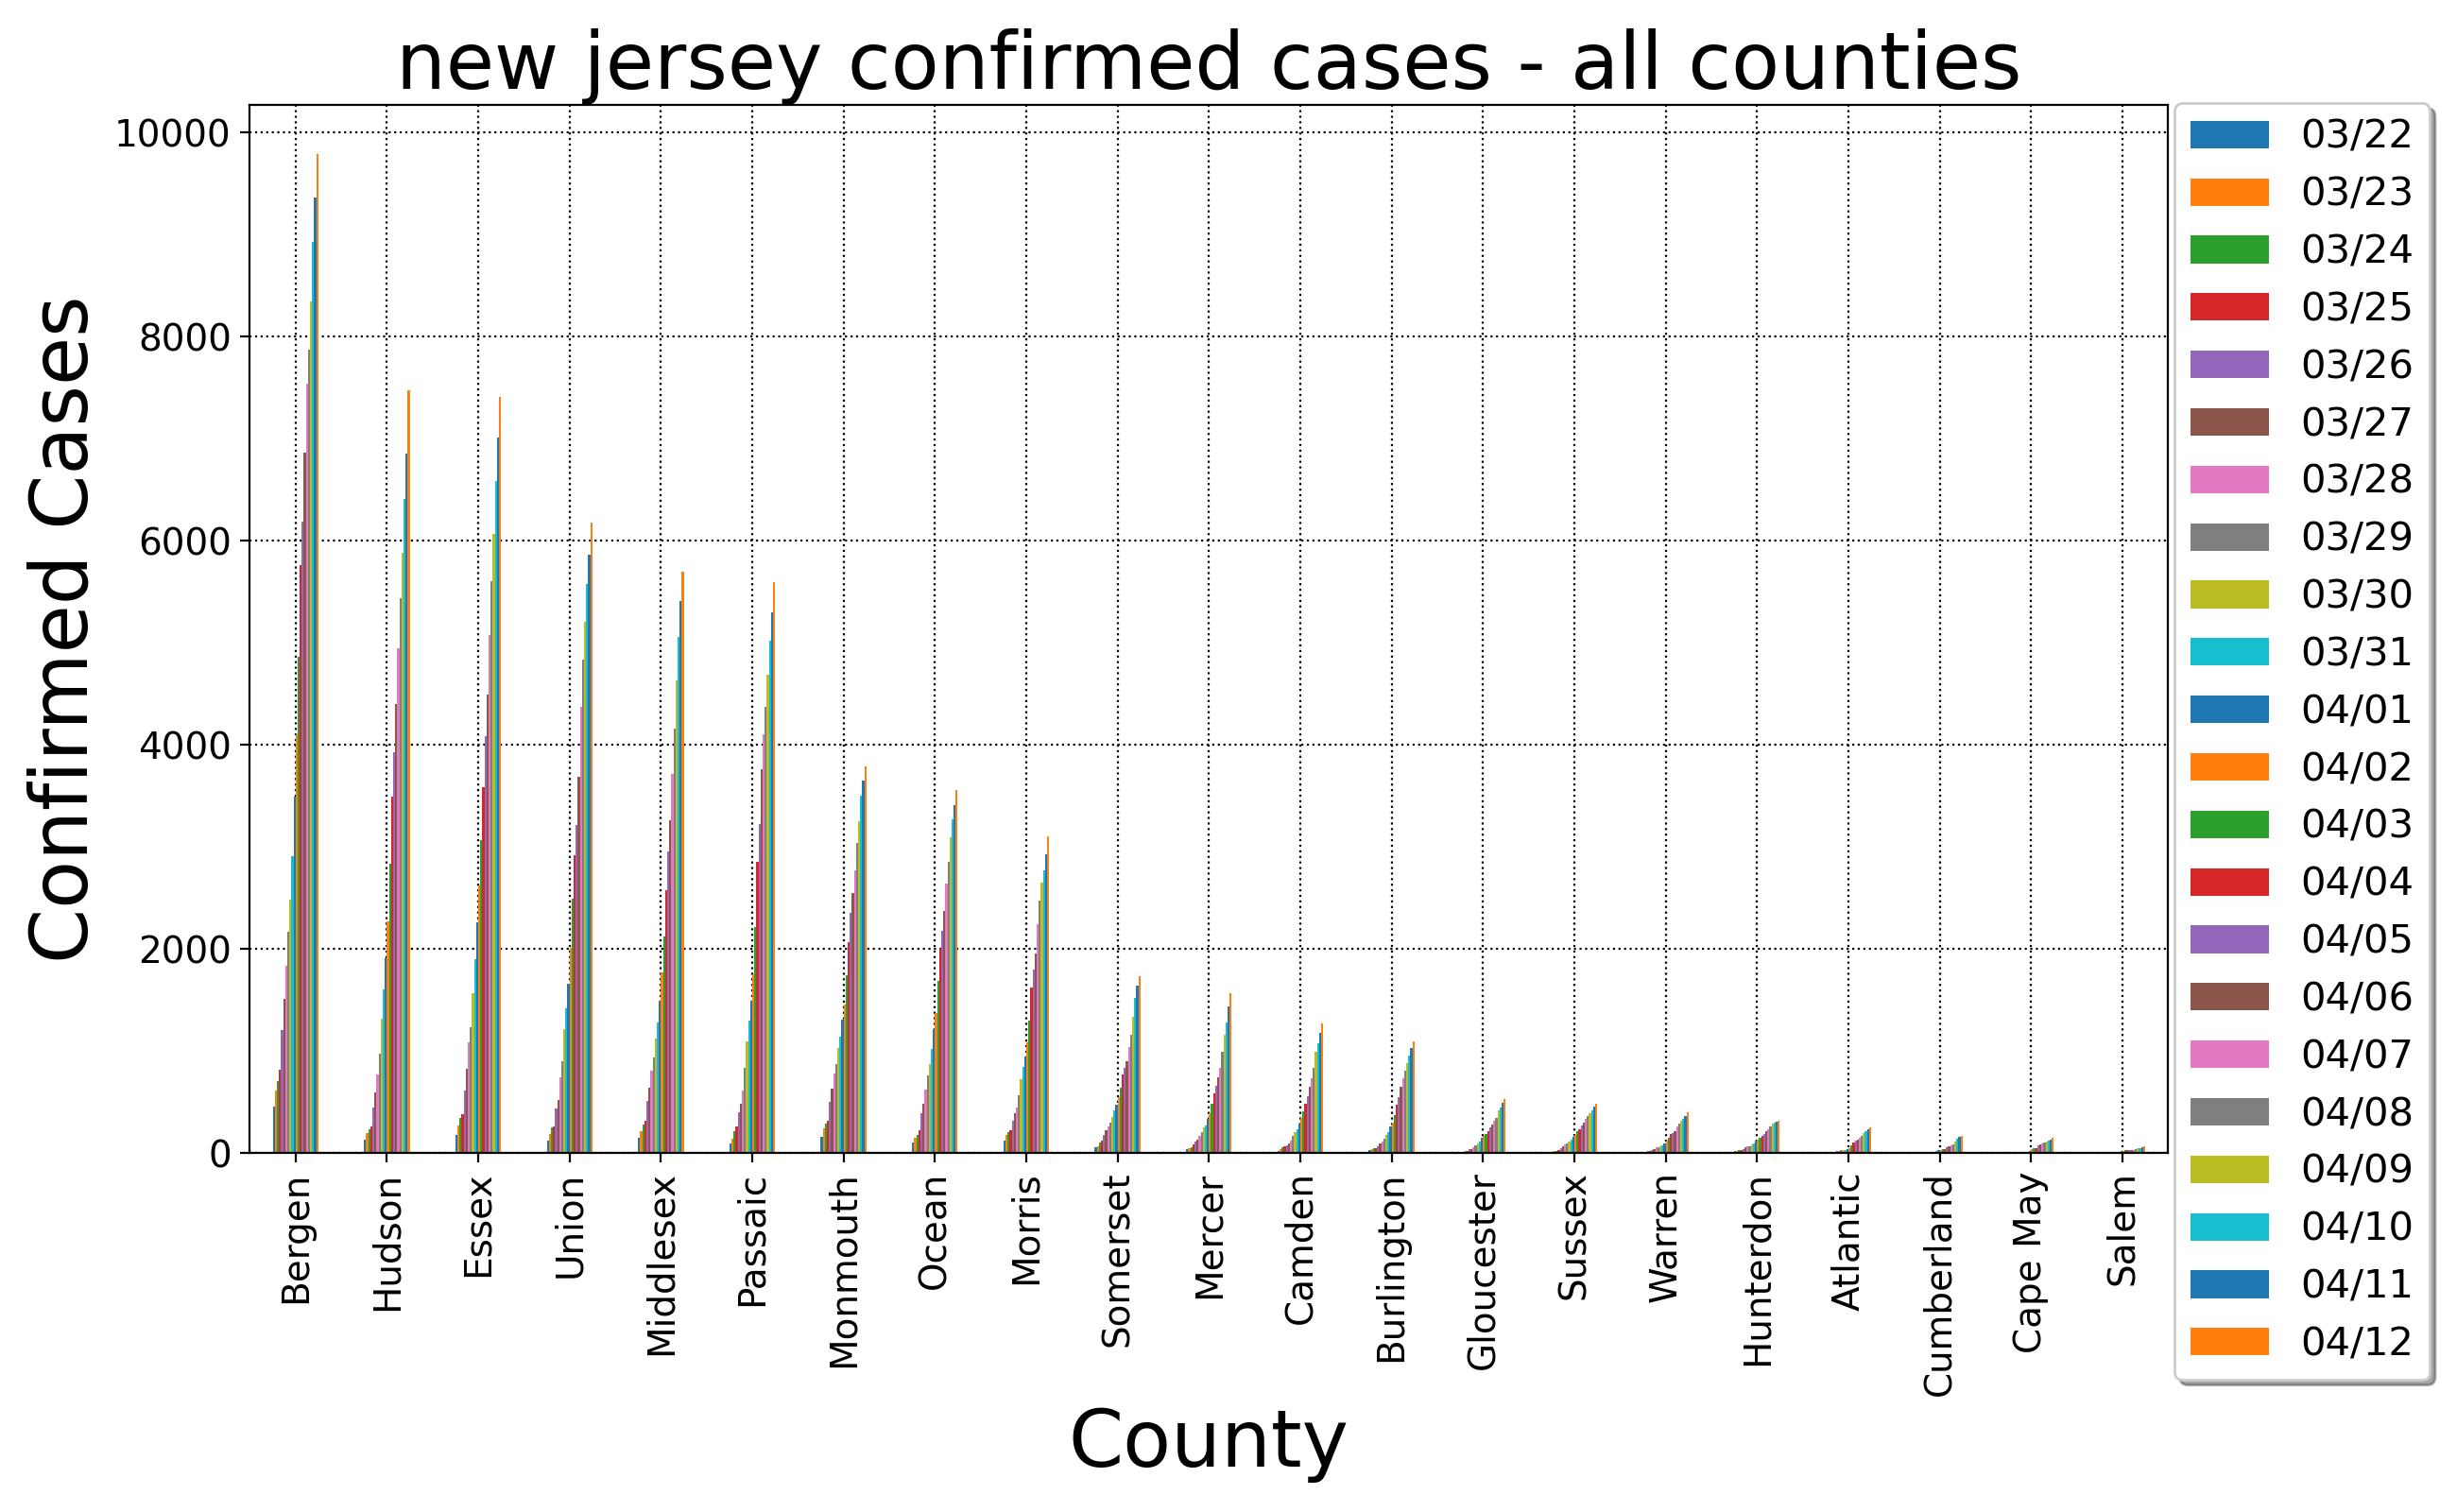 new jersey confirmed cases - all counties
Confirmed Cases
10000
8000
6000
4000
2000
0
Bergen
Hudson
Essex
Union
Middlesex
Passaic
Monmouth
Ocean
Morris
Somerset
Mercer
Camden
Burlington
Gloucester
Sussex
Warren
Hunterdon
Atlantic
Cumberland
Cape May
Salem
County
03/22
03/23
03/24
03/25
03/26
03/27
03/28
03/29
03/30
03/31
04/01
04/02
04/03
04/04
04/05
04/06
04/07
04/08
04/09
04/10
04/11
04/12